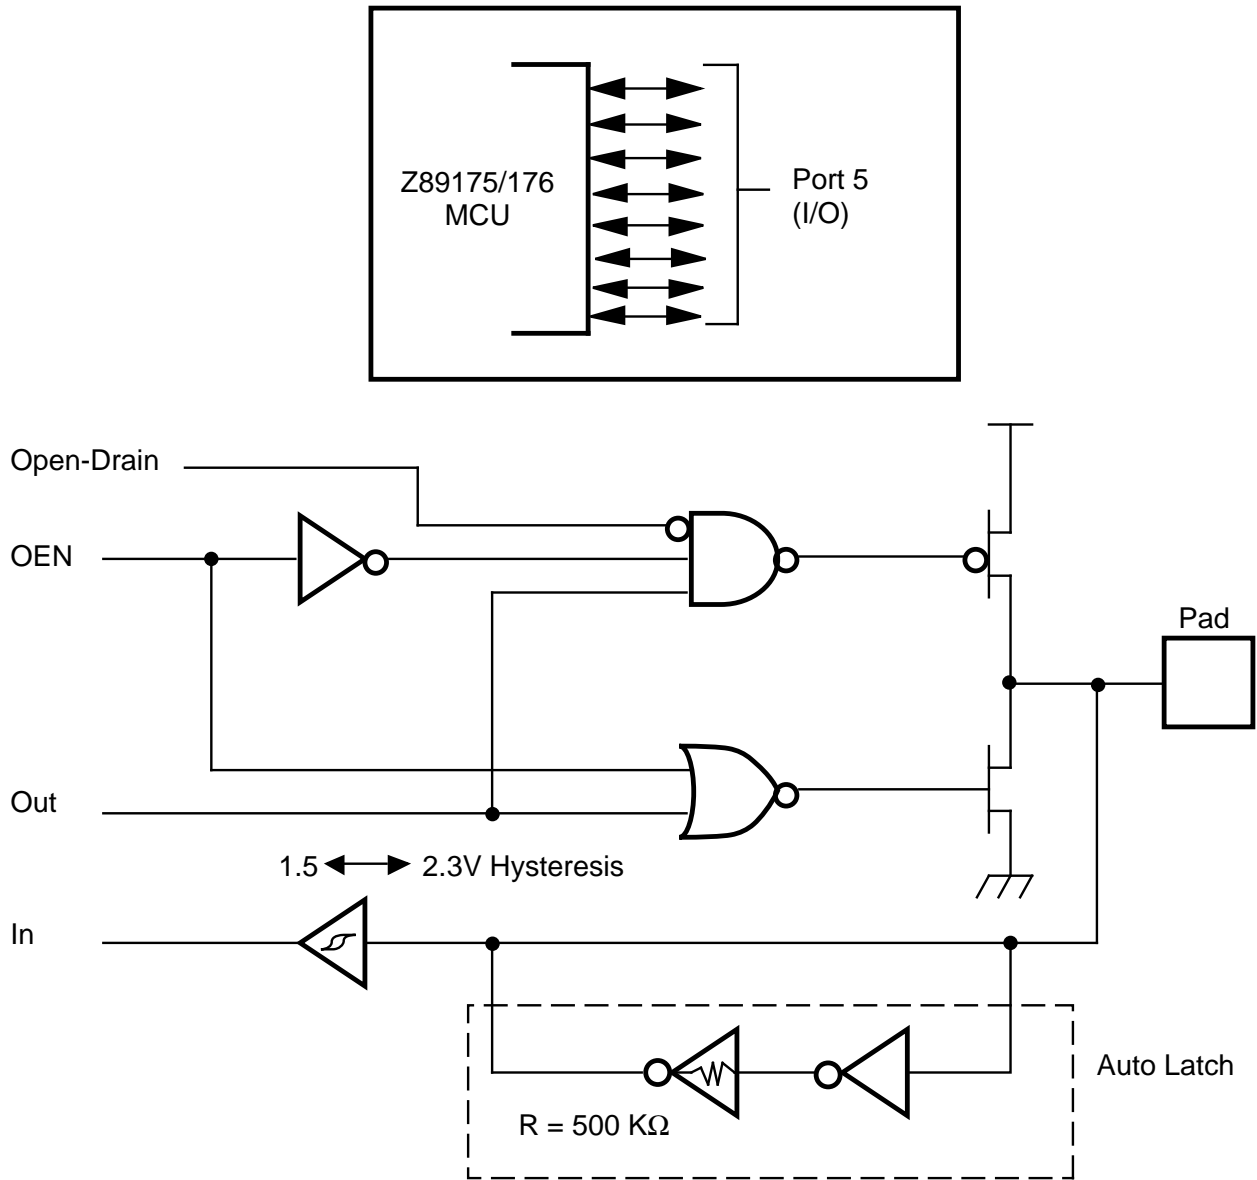 Z89175/176
MCU
Port 5
(I/O)
Open-Drain
OEN
Pad
Out
1.5 2.3V Hysteresis
In
Auto Latch
R = 500 KΩ